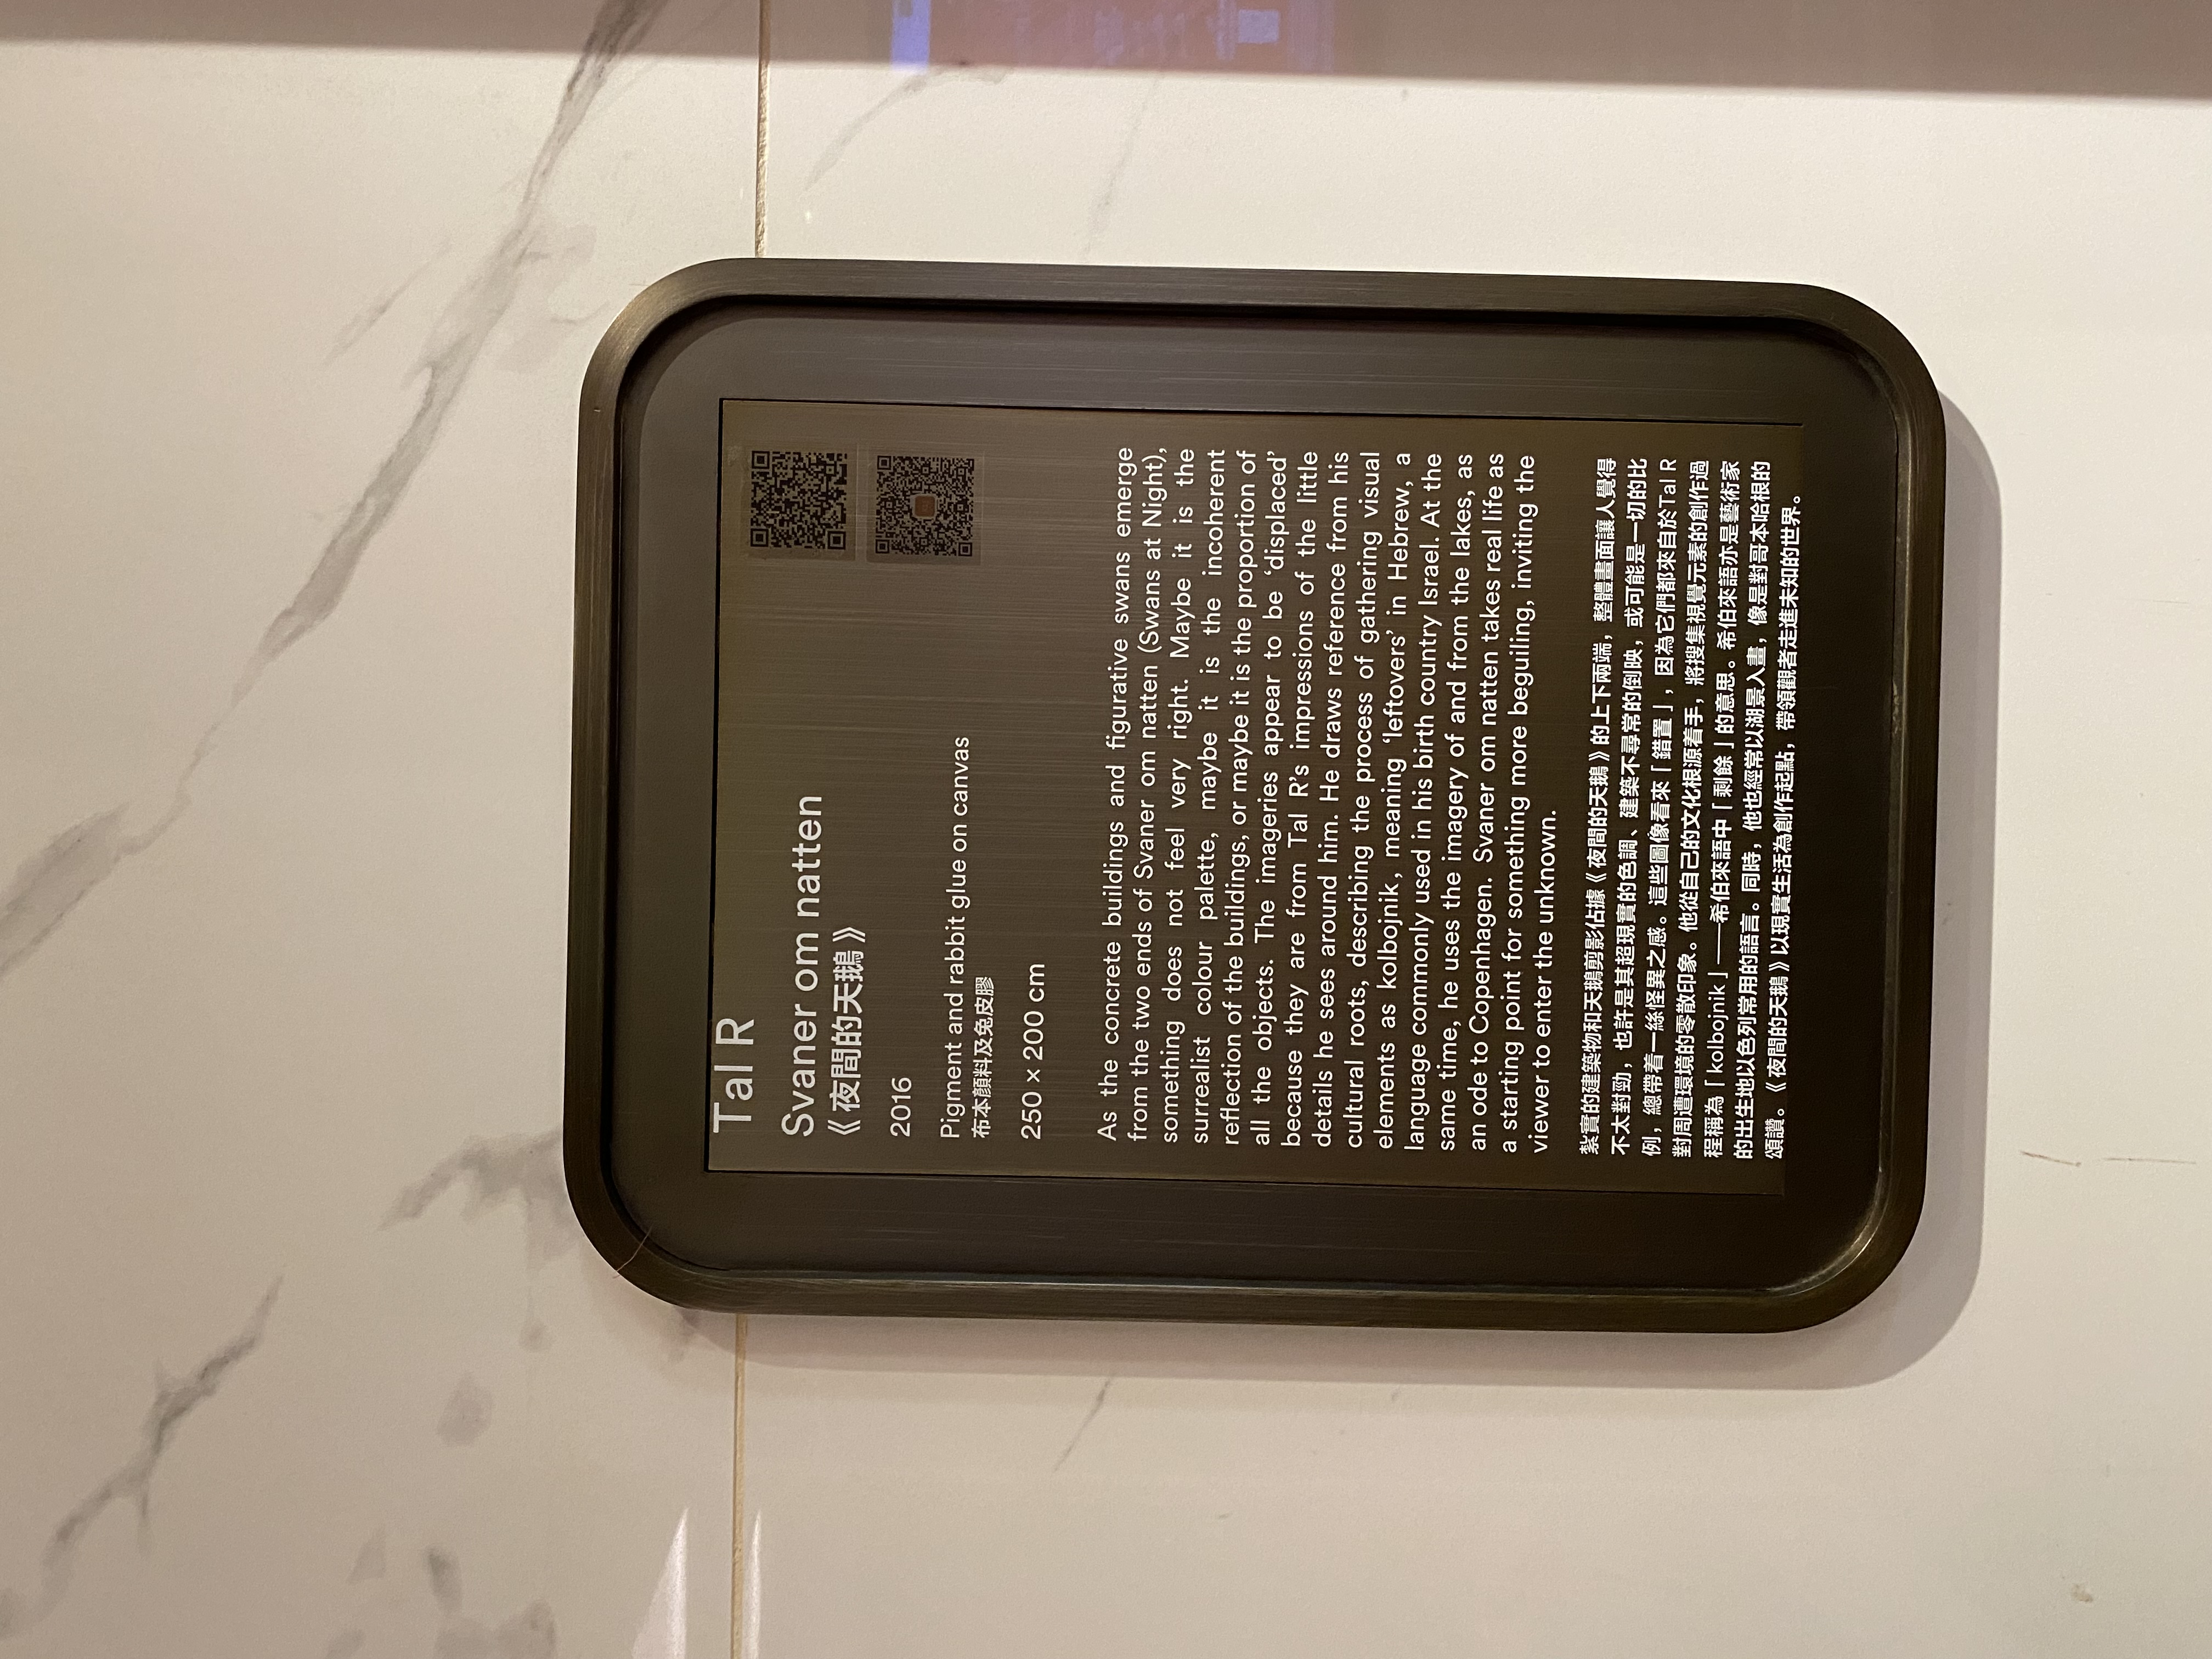 Tal R
Svaner om natten
《夜間的天鵝》
2016
Pigment and rabbit glue on canvas
布本顏料及兔皮膠
250 × 200 cm
As the concrete buildings and figurative swans emerge
from the two ends of Svaner om natten (Swans at Night),
something does not feel very right. Maybe it is the
surrealist colour palette, maybe it is the incoherent
reflection of the buildings, or maybe it is the proportion of
all the objects. The imageries appear to be ‘displaced’
because they are from Tal R’s impressions of the little
details he sees around him. He draws reference from his
cultural roots, describing the process of gathering visual
elements as kolbojnik, meaning ‘leftovers’ in Hebrew, a
language commonly used in his birth country Israel. At the
same time, he uses the imagery of and from the lakes, as
an ode to Copenhagen. Svaner om natten takes real life as
a starting point for something more beguiling, inviting the
viewer to enter the unknown.
紮實的建築物和天鵝剪影佔據《夜間的天鵝》的上下兩端，整體畫面讓人覺得
不太對勁，也許是其超現實的色調、建築不尋常的倒映，或可能是一切的比
例，總帶着一絲怪異之感。這些圖像看來「錯置」，因為它們都來自於Tal R
對周遭環境的零散印象。他從自己的文化根源着手，將搜集視覺元素的創作過
程稱為「kolbojnik」——希伯來語中「剩餘」的意思。希伯來語亦是藝術家
的出生地以色列常用的語言。同時，他也經常以湖景入畫，像是對哥本哈根的
頌讚。《夜間的天鵝》以現實生活為創作起點，帶領觀者走進未知的世界。